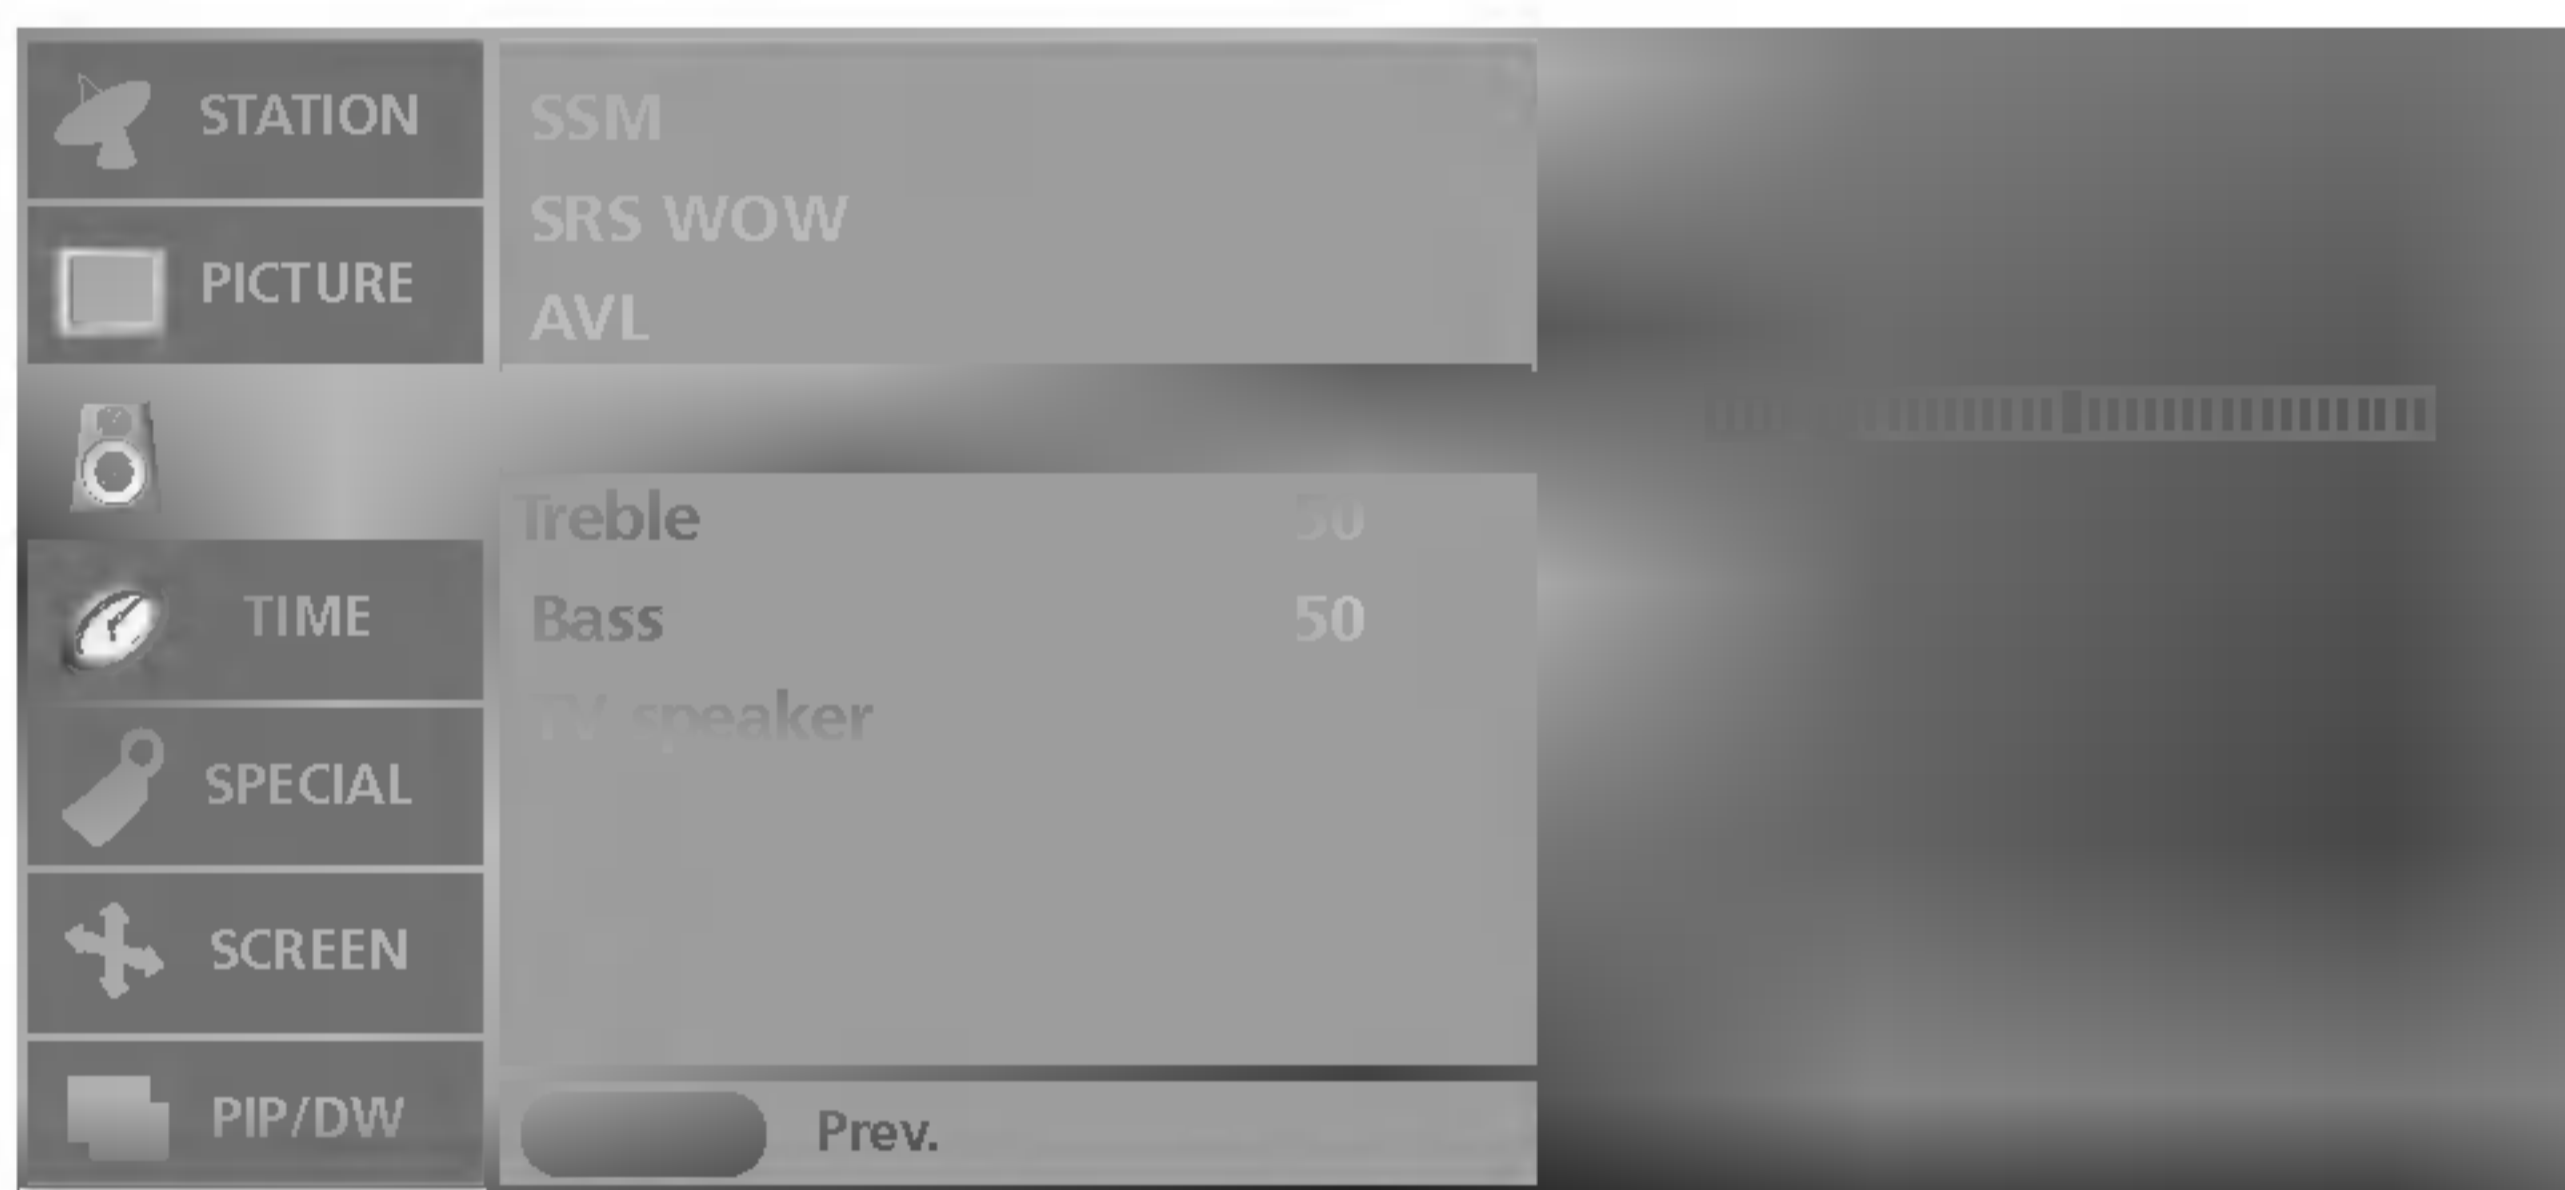 STATION
PICTURE
TIME
SPECIAL
SCREEN
PIP/DW
SSM
SRS WOW
AVL
Treble 50
Bass 50
TV speaker
Prev.